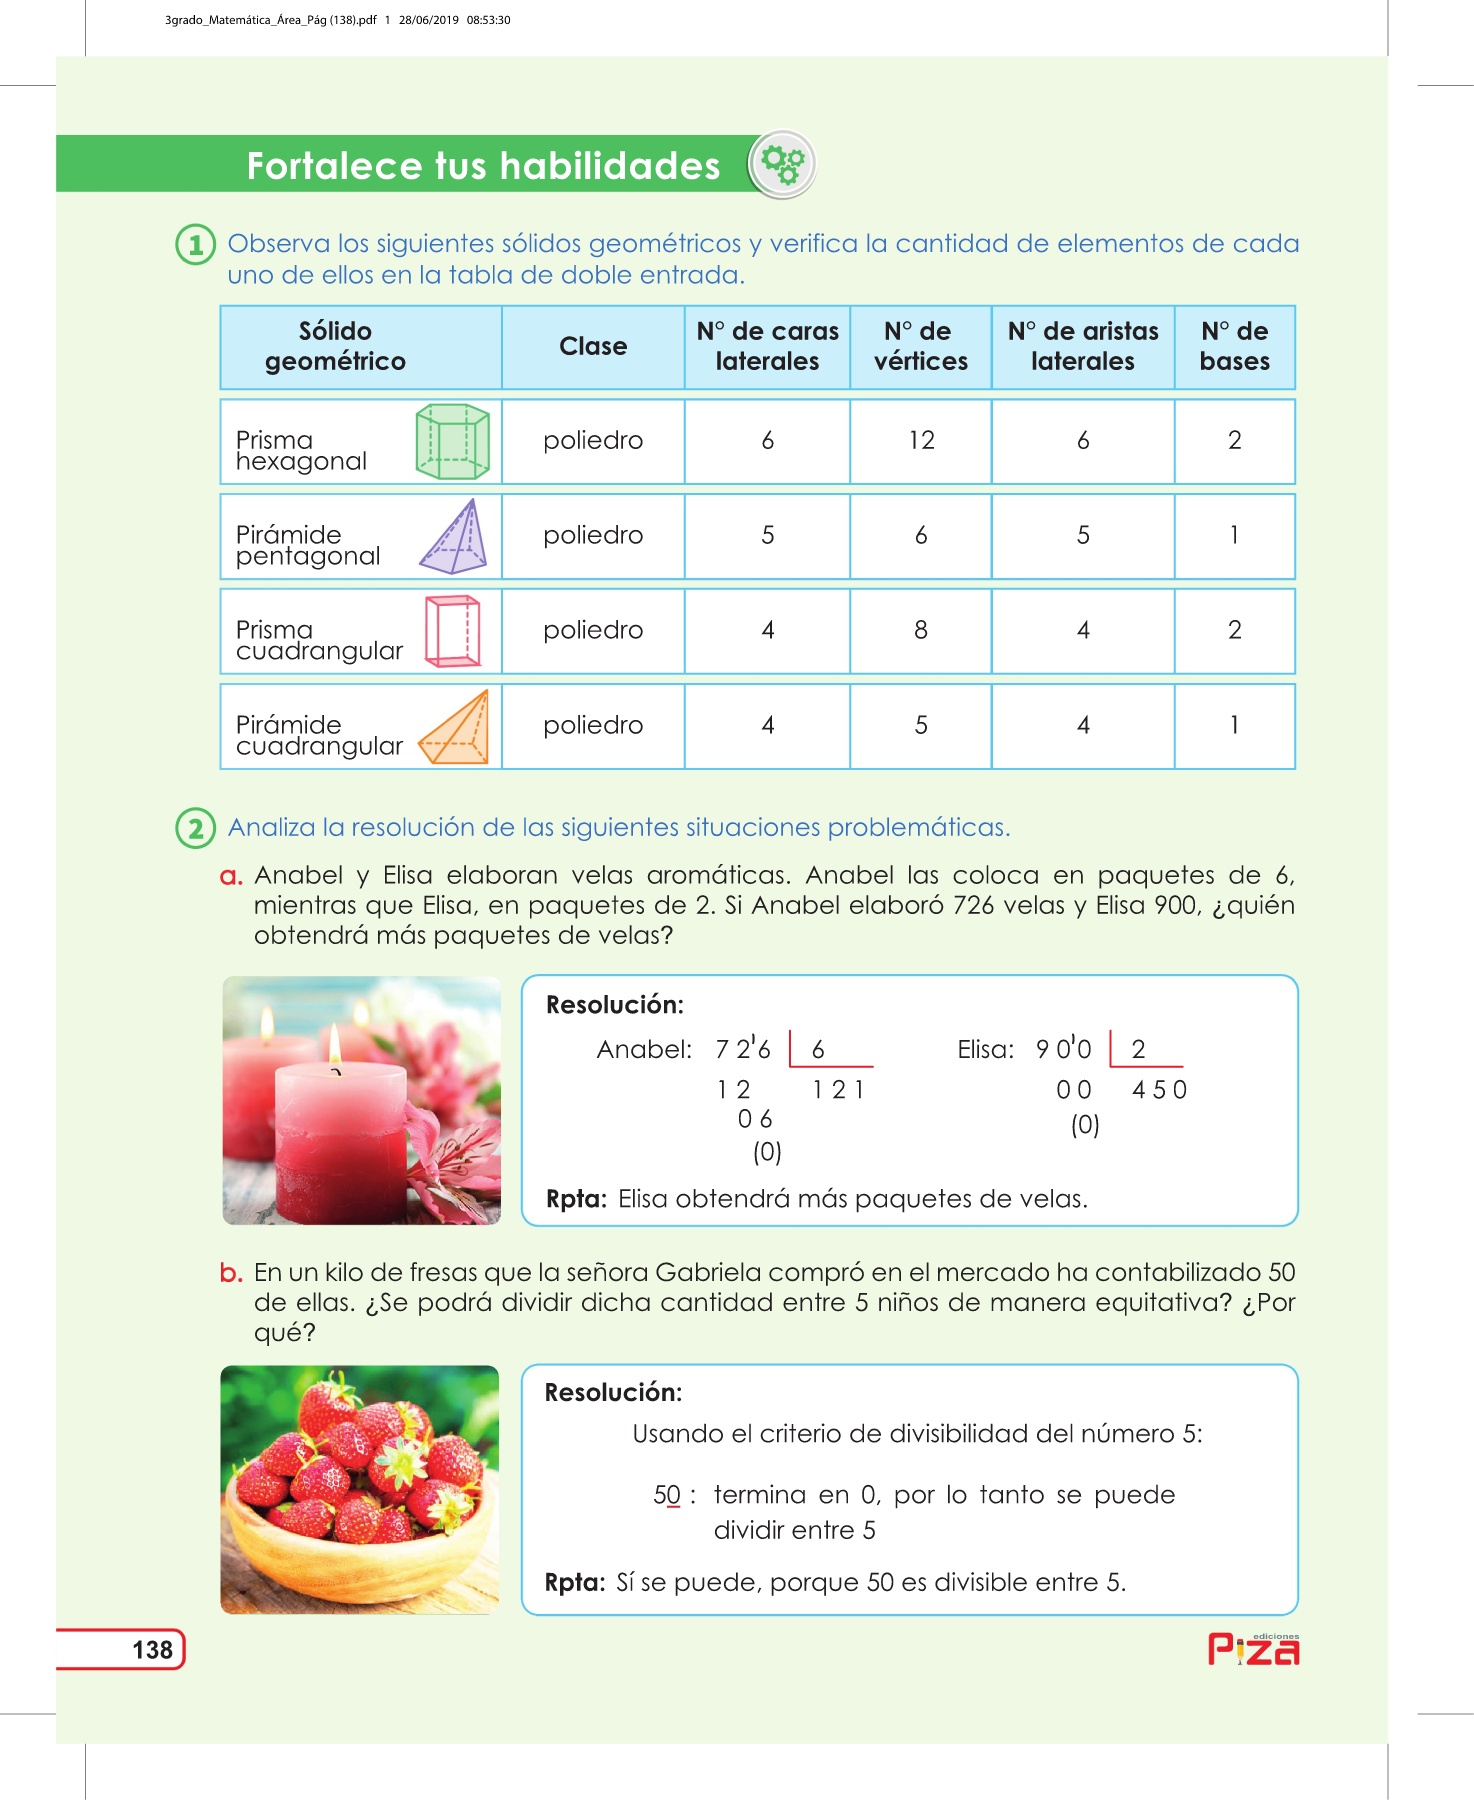 3grado_Matemática_Área_Pág (138).pdf 1 28/06/2019 08:53:30
Fortalece tus habilidades
1 Observa los siguientes sólidos geométricos y verifica la cantidad de elementos de cada
uno de ellos en la tabla de doble entrada.
Sólido geométrico Clase N° de caras laterales N° de vértices N° de aristas laterales N° de bases
Prisma hexagonal poliedro 6 12 6 2
Pirámide pentagonal poliedro 5 6 5 1
Prisma cuadrangular poliedro 4 8 4 2
Pirámide cuadrangular poliedro 4 5 4 1
2 Analiza la resolución de las siguientes situaciones problemáticas.
a. Anabel y Elisa elaboran velas aromáticas. Anabel las coloca en paquetes de 6,
mientras que Elisa, en paquetes de 2. Si Anabel elaboró 726 velas y Elisa 900, ¿quién
obtendrá más paquetes de velas?
Resolución:
Anabel: 7 2'6 6 Elisa: 9 0'0 2
1 2 1 2 1 0 0 4 5 0
0 6 (0)
(0)
Rpta: Elisa obtendrá más paquetes de velas.
b. En un kilo de fresas que la señora Gabriela compró en el mercado ha contabilizado 50
de ellas. ¿Se podrá dividir dicha cantidad entre 5 niños de manera equitativa? ¿Por
qué?
Resolución:
Usando el criterio de divisibilidad del número 5:
50 : termina en 0, por lo tanto se puede
dividir entre 5
Rpta: Sí se puede, porque 50 es divisible entre 5.
138
ediciones
Piza